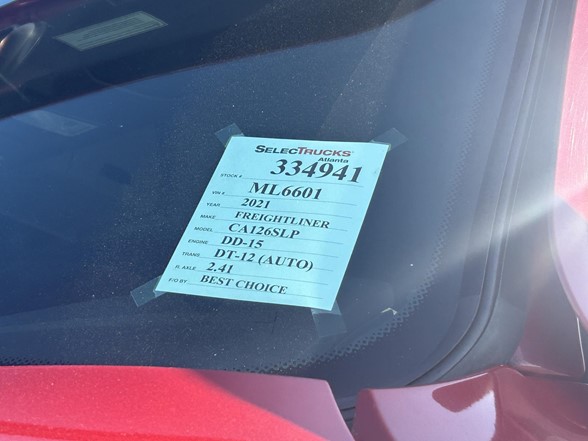 SELECTRUCKS
Atlanta
STOCK # 334941
VIN # ML6601
YEAR 2021
MAKE FREIGHTLINER
MODEL CA126SLP
ENGINE DD-15
TRANS. DT-12 (AUTO)
R. AXLE 2.41
F/O BY BEST CHOICE